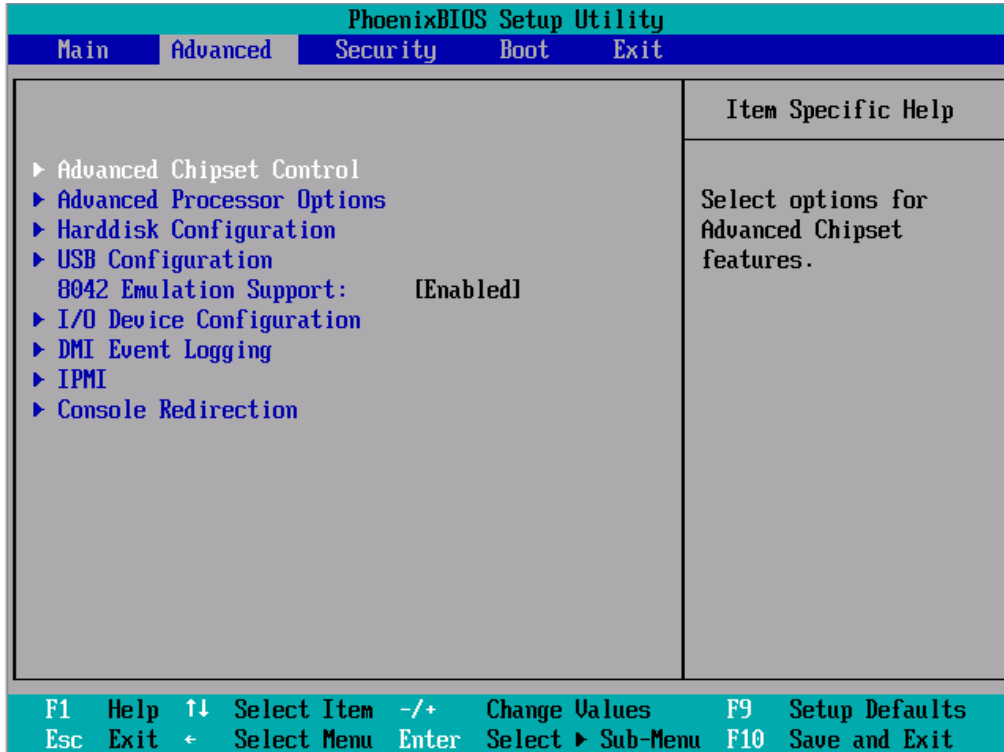 PhoenixBIOS Setup Utility
Main Advanced Security Boot Exit
Item Specific Help
▶ Advanced Chipset Control
▶ Advanced Processor Options
▶ Harddisk Configuration
▶ USB Configuration
8042 Emulation Support: [Enabled]
▶ I/O Device Configuration
▶ DMI Event Logging
▶ IPMI
▶ Console Redirection
Select options for
Advanced Chipset
features.
F1 Help ↑↓ Select Item -/+ Change Values F9 Setup Defaults
Esc Exit ← Select Menu Enter Select ▶ Sub-Menu F10 Save and Exit